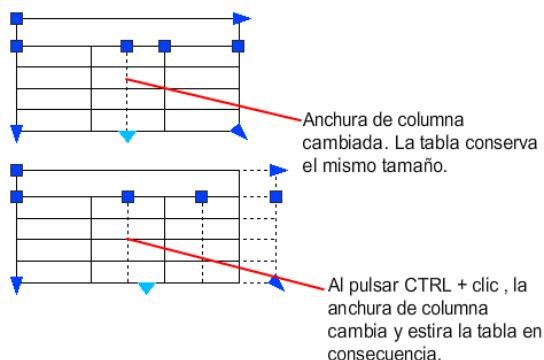 Anchura de columna
cambiada. La tabla conserva
el mismo tamaño.
Al pulsar CTRL + clic , la
anchura de columna
cambia y estira la tabla en
consecuencia.